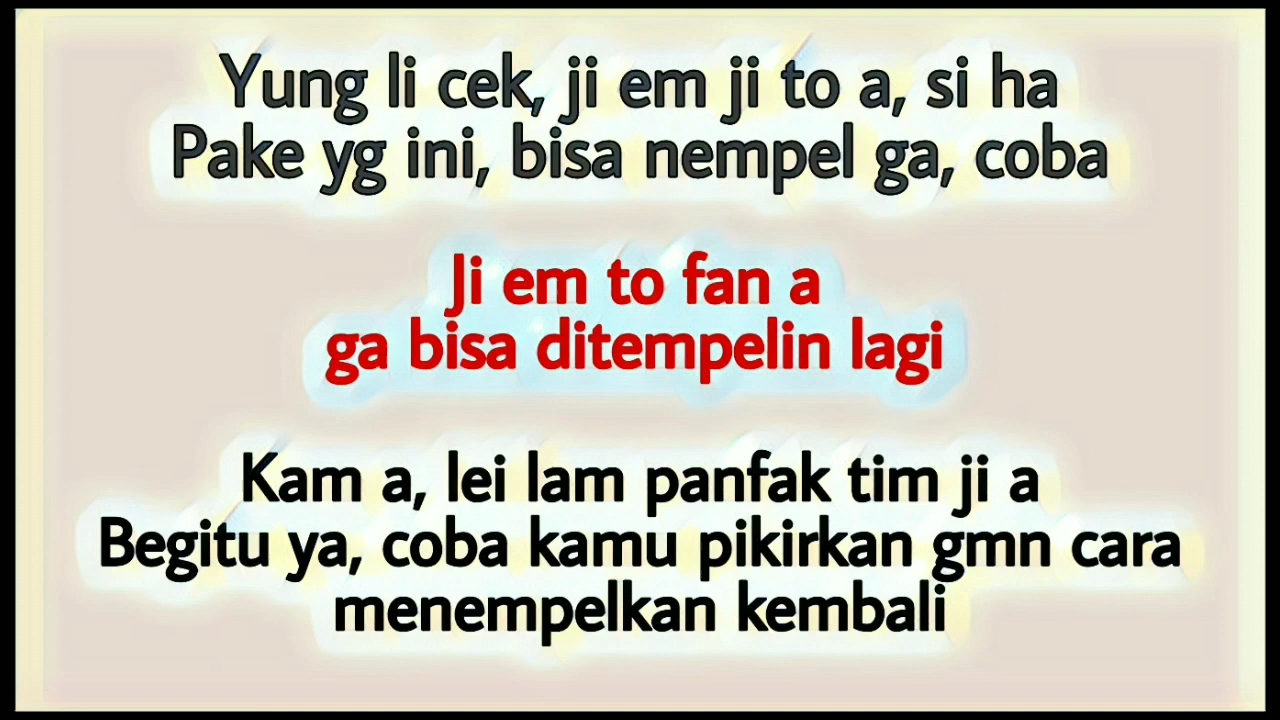 Yung li cek, ji em ji to a, si ha
Pake yg ini, bisa nempel ga, coba
Ji em to fan a
ga bisa ditempelin lagi
Kam a, lei lam panfak tim ji a
Begitu ya, coba kamu pikirkan gmn cara
menempelkan kembali